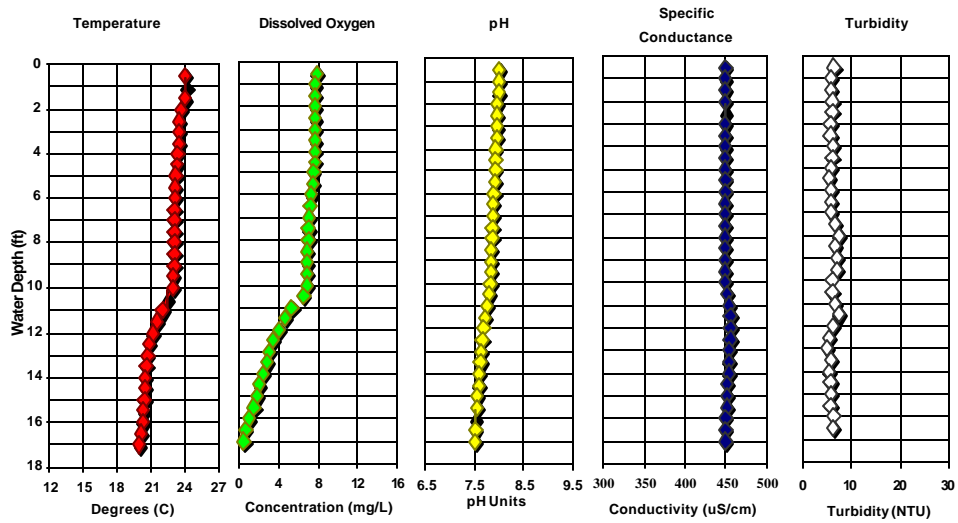 Temperature
Dissolved Oxygen
pH
Specific
Conductance
Turbidity
Water Depth (ft)
0
2
4
6
8
10
12
14
16
18
12 15 18 21 24 27
0 4 8 12 16
6.5 7.5 8.5 9.5
300 350 400 450 500
0 10 20 30
Degrees (C)
Concentration (mg/L)
pH Units
Conductivity (uS/cm)
Turbidity (NTU)